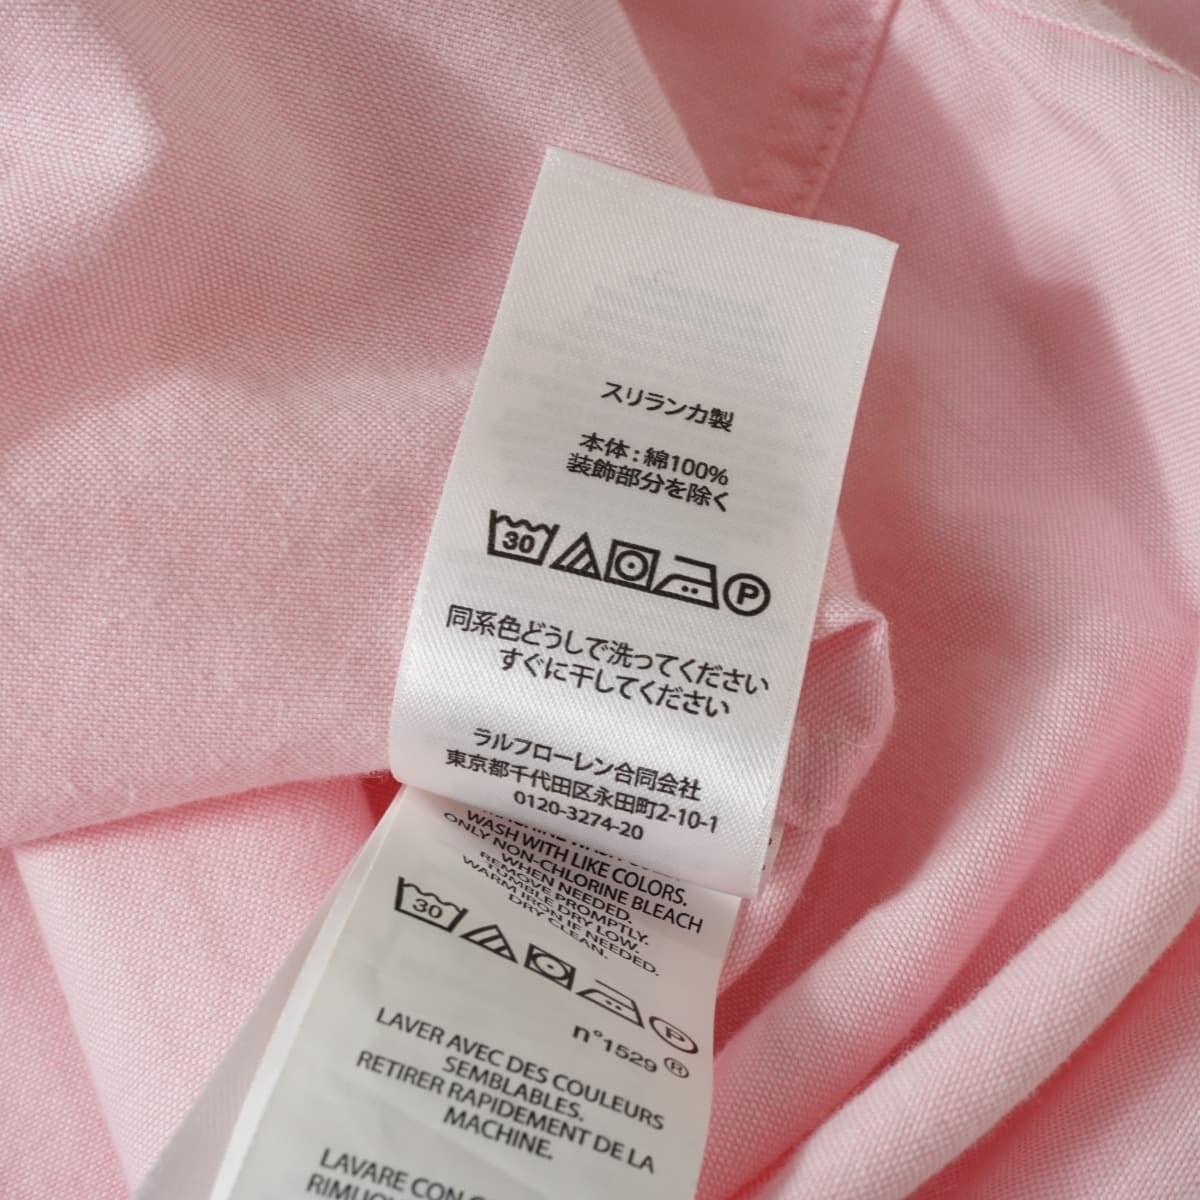 スリランカ製
本体：綿100%
装飾部分を除く
30
P
同系色どうしで洗ってください
すぐに干してください
ラルフローレン合同会社
東京都千代田区永田町2-10-1
0120-3274-20
WASH WITH LIKE COLORS.
ONLY NON-CHLORINE BLEACH
WHEN NEEDED.
REMOVE PROMPTLY.
TUMBLE DRY LOW.
WARM IRON IF NEEDED.
DRY CLEAN.
30
P
n°1529 ®
LAVER AVEC DES COULEURS
SEMBLABLES.
RETIRER RAPIDEMENT DE LA
MACHINE.
LAVARE CON